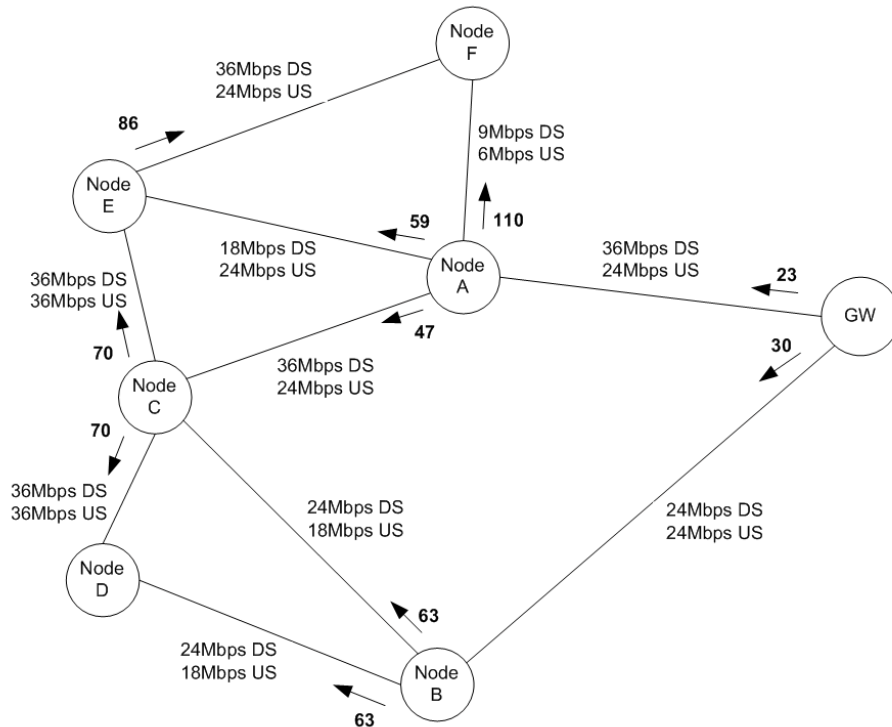 Node
F
36Mbps DS
24Mbps US
86
9Mbps DS
6Mbps US
Node
E
59
110
18Mbps DS
24Mbps US
36Mbps DS
24Mbps US
Node
A
23
GW
36Mbps DS
36Mbps US
47
30
70
36Mbps DS
24Mbps US
Node
C
70
36Mbps DS
36Mbps US
24Mbps DS
18Mbps US
24Mbps DS
24Mbps US
Node
D
63
24Mbps DS
18Mbps US
Node
B
63